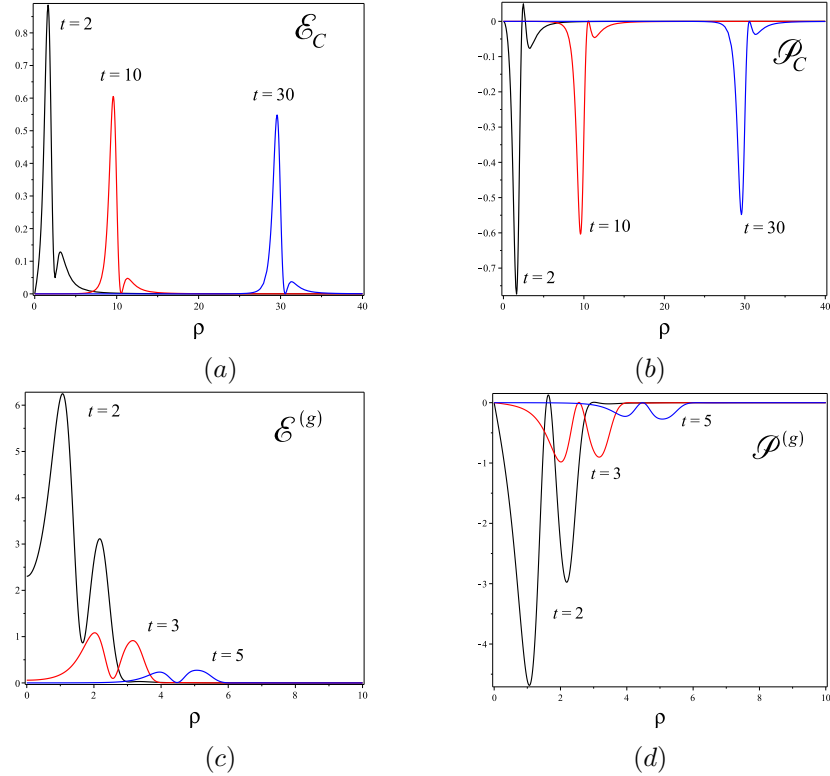 ℰ_C
t = 2
t = 10
t = 30
0.8
0.7
0.6
0.5
0.4
0.3
0.2
0.1
0
0 10 20 30 40
ρ
(a)
𝒫_C
0
−0.1
−0.2
−0.3
−0.4
−0.5
−0.6
−0.7
t = 10
t = 30
t = 2
0 10 20 30 40
ρ
(b)
ℰ^(g)
t = 2
6
5
4
3
2
1
0
t = 3
t = 5
0 2 4 6 8 10
ρ
(c)
𝒫^(g)
0
−1
−2
−3
−4
t = 5
t = 3
t = 2
0 2 4 6 8 10
ρ
(d)